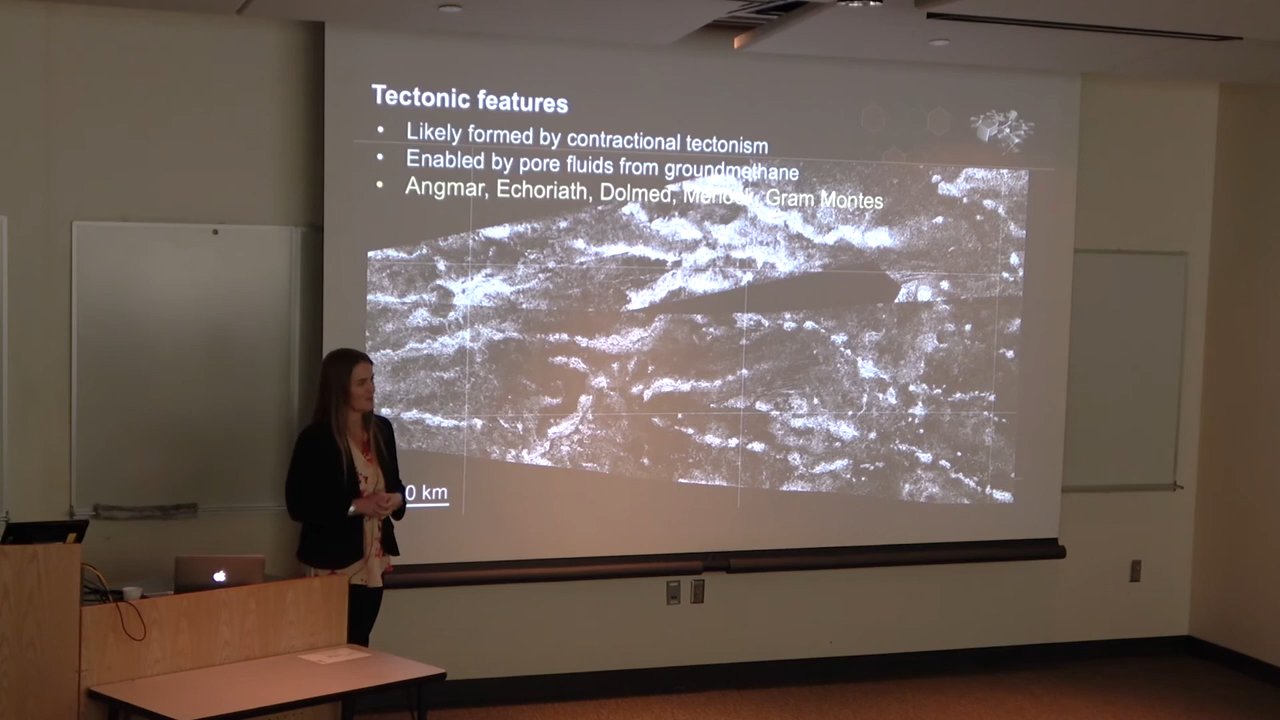 Tectonic features
• Likely formed by contractional tectonism
• Enabled by pore fluids from groundmethane
• Angmar, Echoriath, Dolmed, Gram Montes
0 km